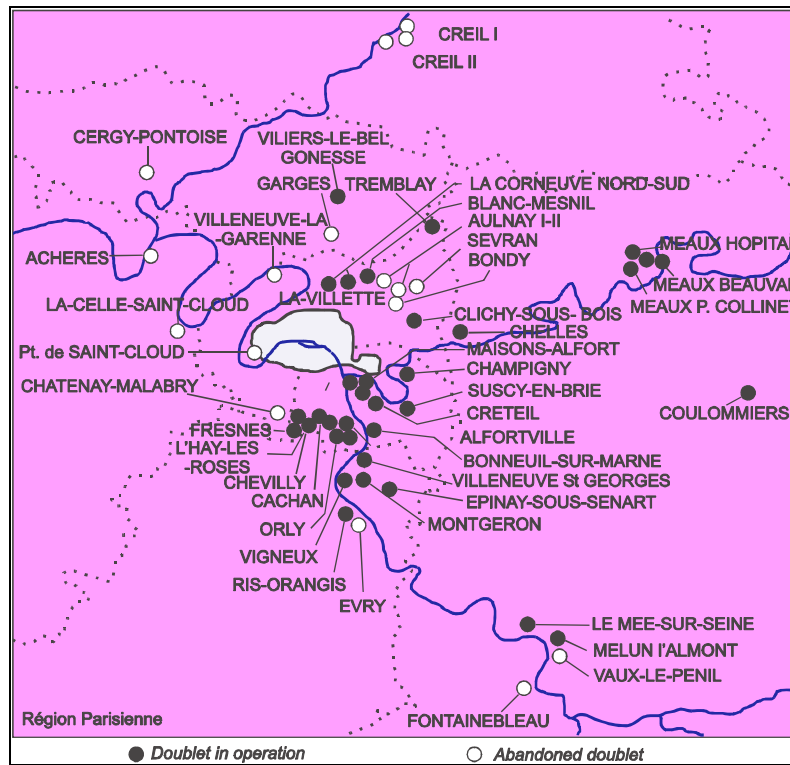 CREIL I
CREIL II
CERGY-PONTOISE
VILIERS-LE-BEL
GONESSE
GARGES
TREMBLAY
LA CORNEUVE NORD-SUD
BLANC-MESNIL
AULNAY I-II
SEVRAN
BONDY
VILLENEUVE-LA
-GARENNE
MEAUX HOPITAL
ACHERES
LA-VILLETTE
MEAUX BEAUVAL
MEAUX P. COLLINET
LA-CELLE-SAINT-CLOUD
CLICHY-SOUS- BOIS
CHELLES
Pt. de SAINT-CLOUD
MAISONS-ALFORT
CHAMPIGNY
CHATENAY-MALABRY
SUSCY-EN-BRIE
COULOMMIERS
CRETEIL
FRESNES
ALFORTVILLE
L'HAY-LES
-ROSES
BONNEUIL-SUR-MARNE
CHEVILLY
VILLENEUVE St GEORGES
CACHAN
EPINAY-SOUS-SENART
ORLY
MONTGERON
VIGNEUX
RIS-ORANGIS
EVRY
LE MEE-SUR-SEINE
MELUN l'ALMONT
VAUX-LE-PENIL
FONTAINEBLEAU
Région Parisienne
Doublet in operation
Abandoned doublet